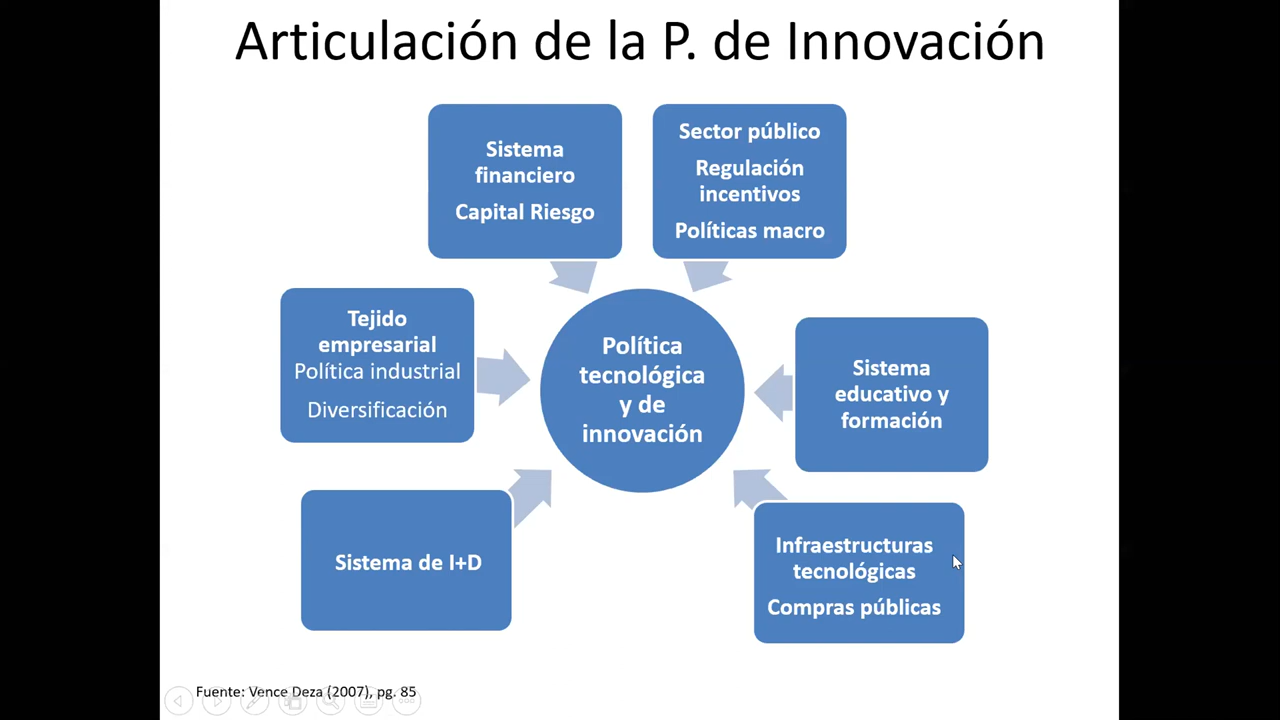 Articulación de la P. de Innovación
Sistema
financiero
Capital Riesgo
Sector público
Regulación
incentivos
Políticas macro
Tejido
empresarial
Política industrial
Diversificación
Política
tecnológica
y de
innovación
Sistema
educativo y
formación
Sistema de I+D
Infraestructuras
tecnológicas
Compras públicas
Fuente: Vence Deza (2007), pg. 85